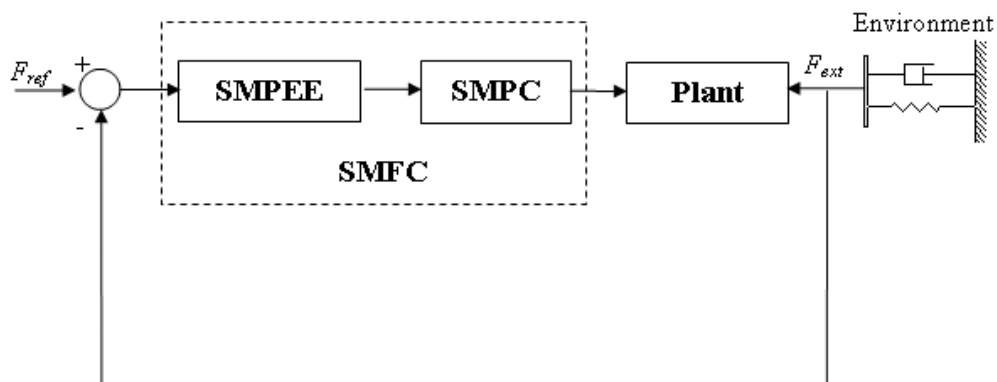 Environment
F_ref
+
-
SMPEE
SMPC
Plant
F_ext
SMFC